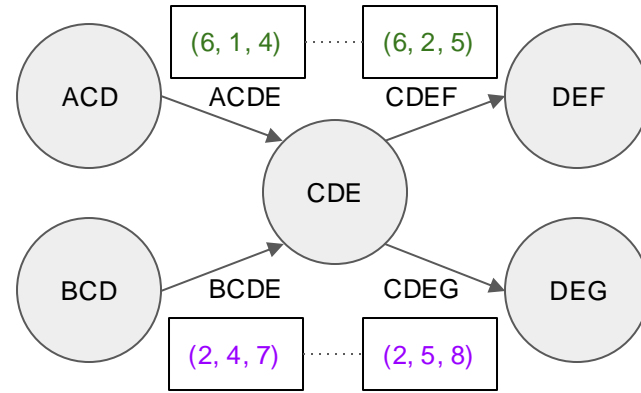 (6, 1, 4) (6, 2, 5)
ACD ACDE CDEF DEF
CDE
BCD BCDE CDEG DEG
(2, 4, 7) (2, 5, 8)